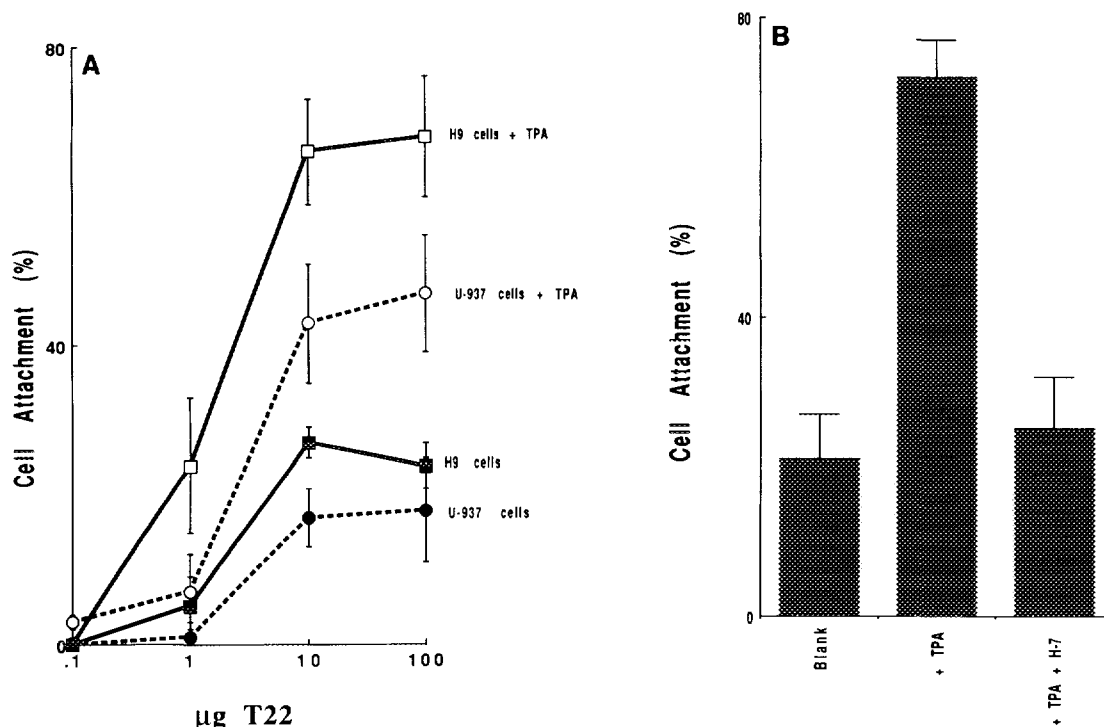 A
80
40
0
.1
1
10
100
Cell Attachment (%)
µg T22
H9 cells + TPA
U-937 cells + TPA
H9 cells
U-937 cells
B
80
40
0
Cell Attachment (%)
Blank
+ TPA
+ TPA + H-7